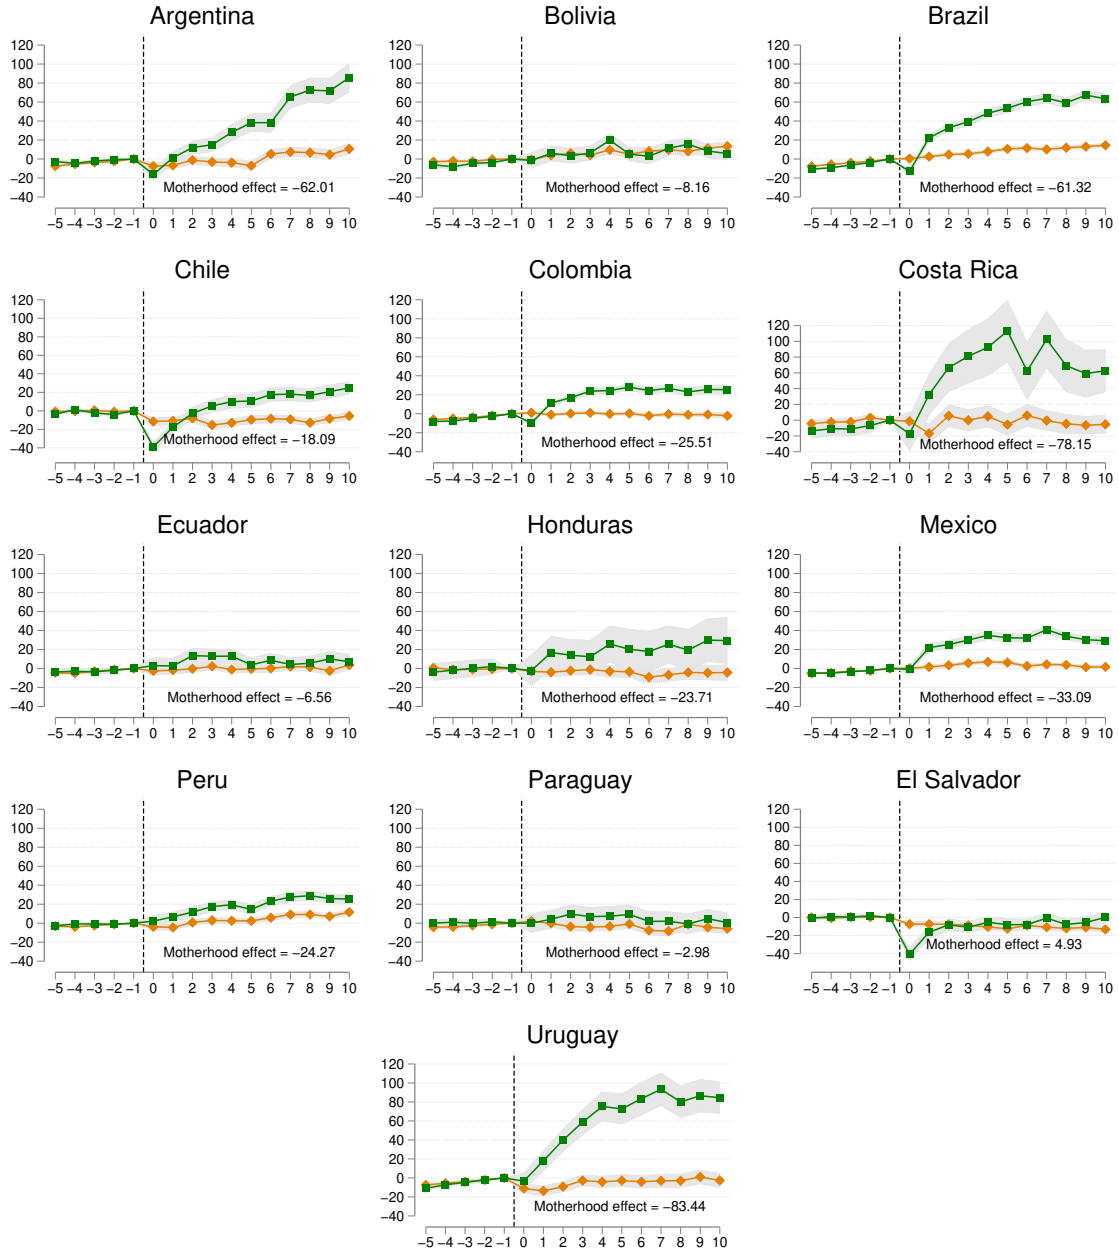 Argentina Bolivia Brazil
120 120 120
100 100 100
80 80 80
60 60 60
40 40 40
20 20 20
0 0 0
−20 −20 −20
−40 −40 −40
Motherhood effect = −62.01 Motherhood effect = −8.16 Motherhood effect = −61.32
−5 −4 −3 −2 −1 0 1 2 3 4 5 6 7 8 9 10 −5 −4 −3 −2 −1 0 1 2 3 4 5 6 7 8 9 10 −5 −4 −3 −2 −1 0 1 2 3 4 5 6 7 8 9 10
Chile Colombia Costa Rica
120 120 120
100 100 100
80 80 80
60 60 60
40 40 40
20 20 20
0 0 0
−20 −20 −20
−40 −40 −40
Motherhood effect = −18.09 Motherhood effect = −25.51 Motherhood effect = −78.15
−5 −4 −3 −2 −1 0 1 2 3 4 5 6 7 8 9 10 −5 −4 −3 −2 −1 0 1 2 3 4 5 6 7 8 9 10 −5 −4 −3 −2 −1 0 1 2 3 4 5 6 7 8 9 10
Ecuador Honduras Mexico
120 120 120
100 100 100
80 80 80
60 60 60
40 40 40
20 20 20
0 0 0
−20 −20 −20
−40 −40 −40
Motherhood effect = −6.56 Motherhood effect = −23.71 Motherhood effect = −33.09
−5 −4 −3 −2 −1 0 1 2 3 4 5 6 7 8 9 10 −5 −4 −3 −2 −1 0 1 2 3 4 5 6 7 8 9 10 −5 −4 −3 −2 −1 0 1 2 3 4 5 6 7 8 9 10
Peru Paraguay El Salvador
120 120 120
100 100 100
80 80 80
60 60 60
40 40 40
20 20 20
0 0 0
−20 −20 −20
−40 −40 −40
Motherhood effect = −24.27 Motherhood effect = −2.98 Motherhood effect = 4.93
−5 −4 −3 −2 −1 0 1 2 3 4 5 6 7 8 9 10 −5 −4 −3 −2 −1 0 1 2 3 4 5 6 7 8 9 10 −5 −4 −3 −2 −1 0 1 2 3 4 5 6 7 8 9 10
Uruguay
120
100
80
60
40
20
0
−20
−40
Motherhood effect = −83.44
−5 −4 −3 −2 −1 0 1 2 3 4 5 6 7 8 9 10